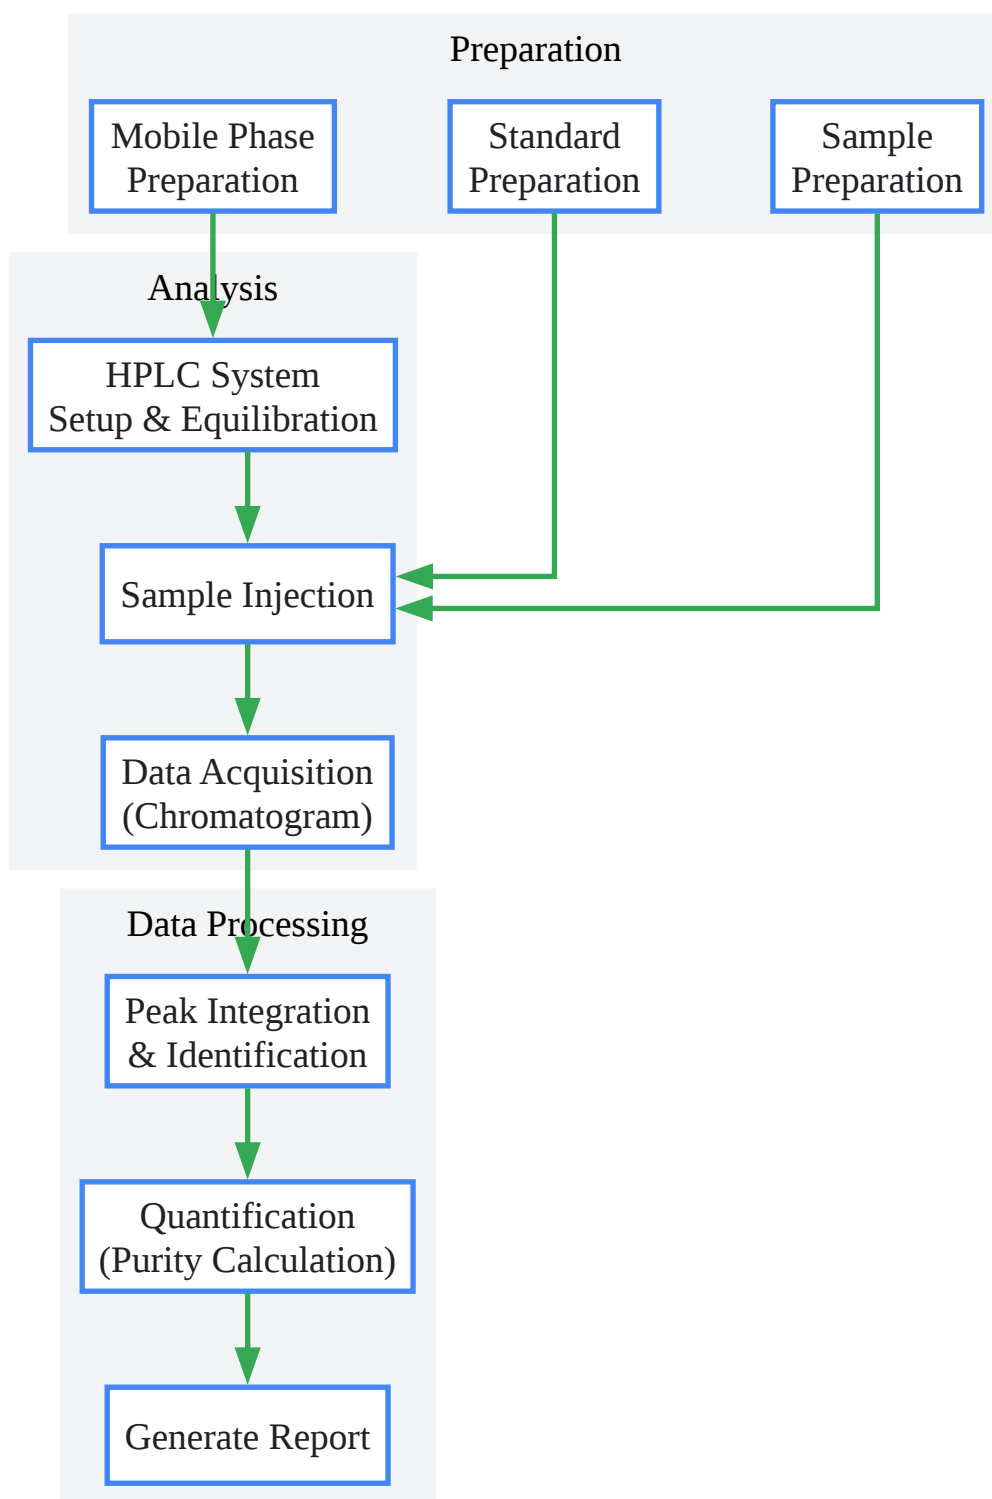 Preparation
Mobile Phase
Preparation
Standard
Preparation
Sample
Preparation
Analysis
HPLC System
Setup & Equilibration
Sample Injection
Data Acquisition
(Chromatogram)
Data Processing
Peak Integration
& Identification
Quantification
(Purity Calculation)
Generate Report